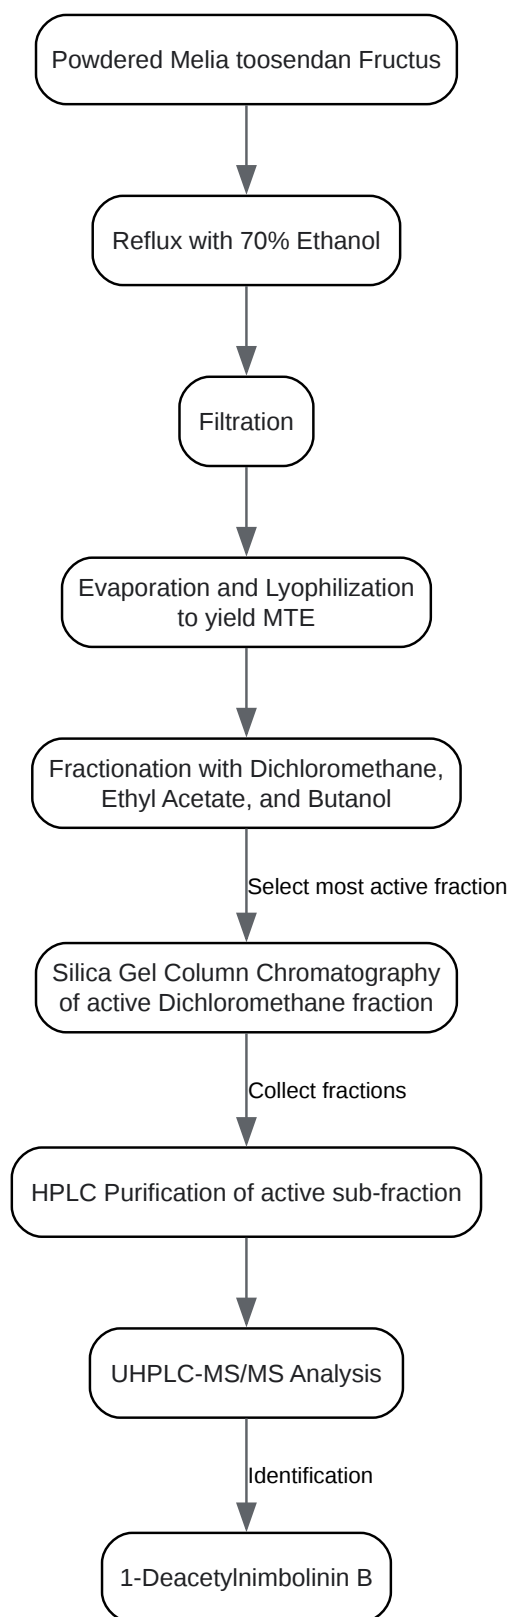 Powdered Melia toosendan Fructus
Reflux with 70% Ethanol
Filtration
Evaporation and Lyophilization
to yield MTE
Fractionation with Dichloromethane,
Ethyl Acetate, and Butanol
Select most active fraction
Silica Gel Column Chromatography
of active Dichloromethane fraction
Collect fractions
HPLC Purification of active sub-fraction
UHPLC-MS/MS Analysis
Identification
1-Deacetylnimbolinin B